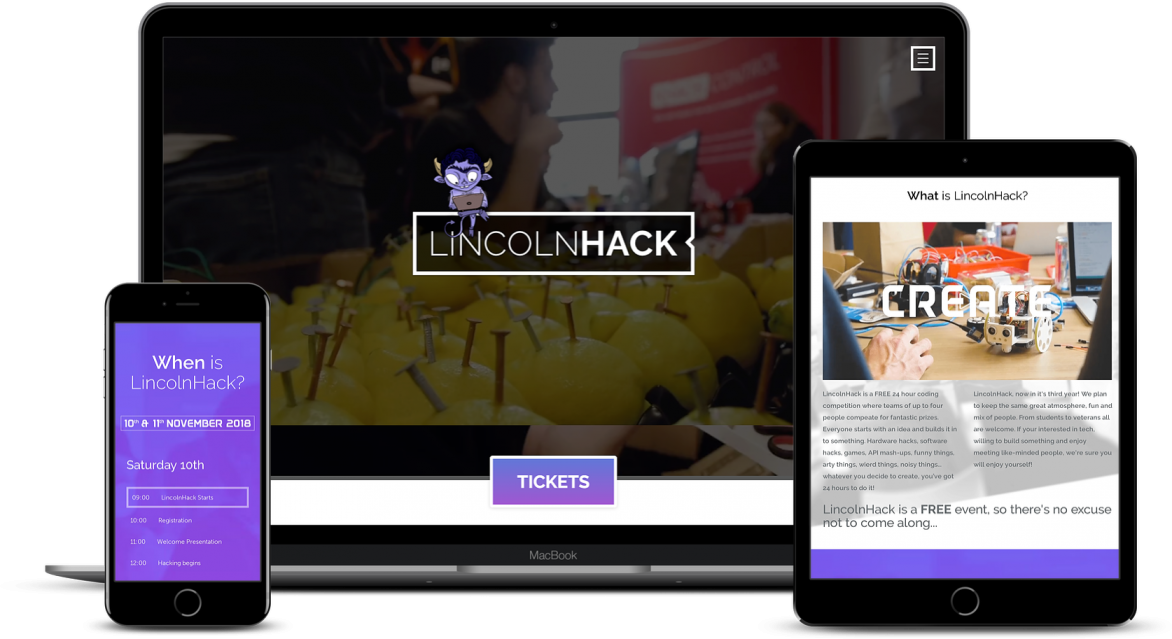 LINCOLNHACK
TICKETS
MacBook
When is
LincolnHack?
10th & 11th NOVEMBER 2018
Saturday 10th
09:00 LincolnHack Starts
10:00 Registration
11:00 Welcome Presentation
12:00 Hacking begins
What is LincolnHack?
CREATE
LincolnHack is a FREE 24 hour coding
competition where teams of up to four
people compeate for fantastic prizes.
Everyone starts with an idea and builds it in
to something. Hardware hacks, software
hacks, games, API mash-ups, funny things,
arty things, wierd things, noisy things...
whatever you decide to create, you've got
24 hours to do it!
LincolnHack, now in it's third year! We plan
to keep the same great atmosphere, fun and
mix of people. From students to veterans all
are welcome. If your interested in tech,
willing to build something and enjoy
meeting like-minded people, we're sure you
will enjoy yourself!
LincolnHack is a FREE event, so there's no excuse
not to come along...